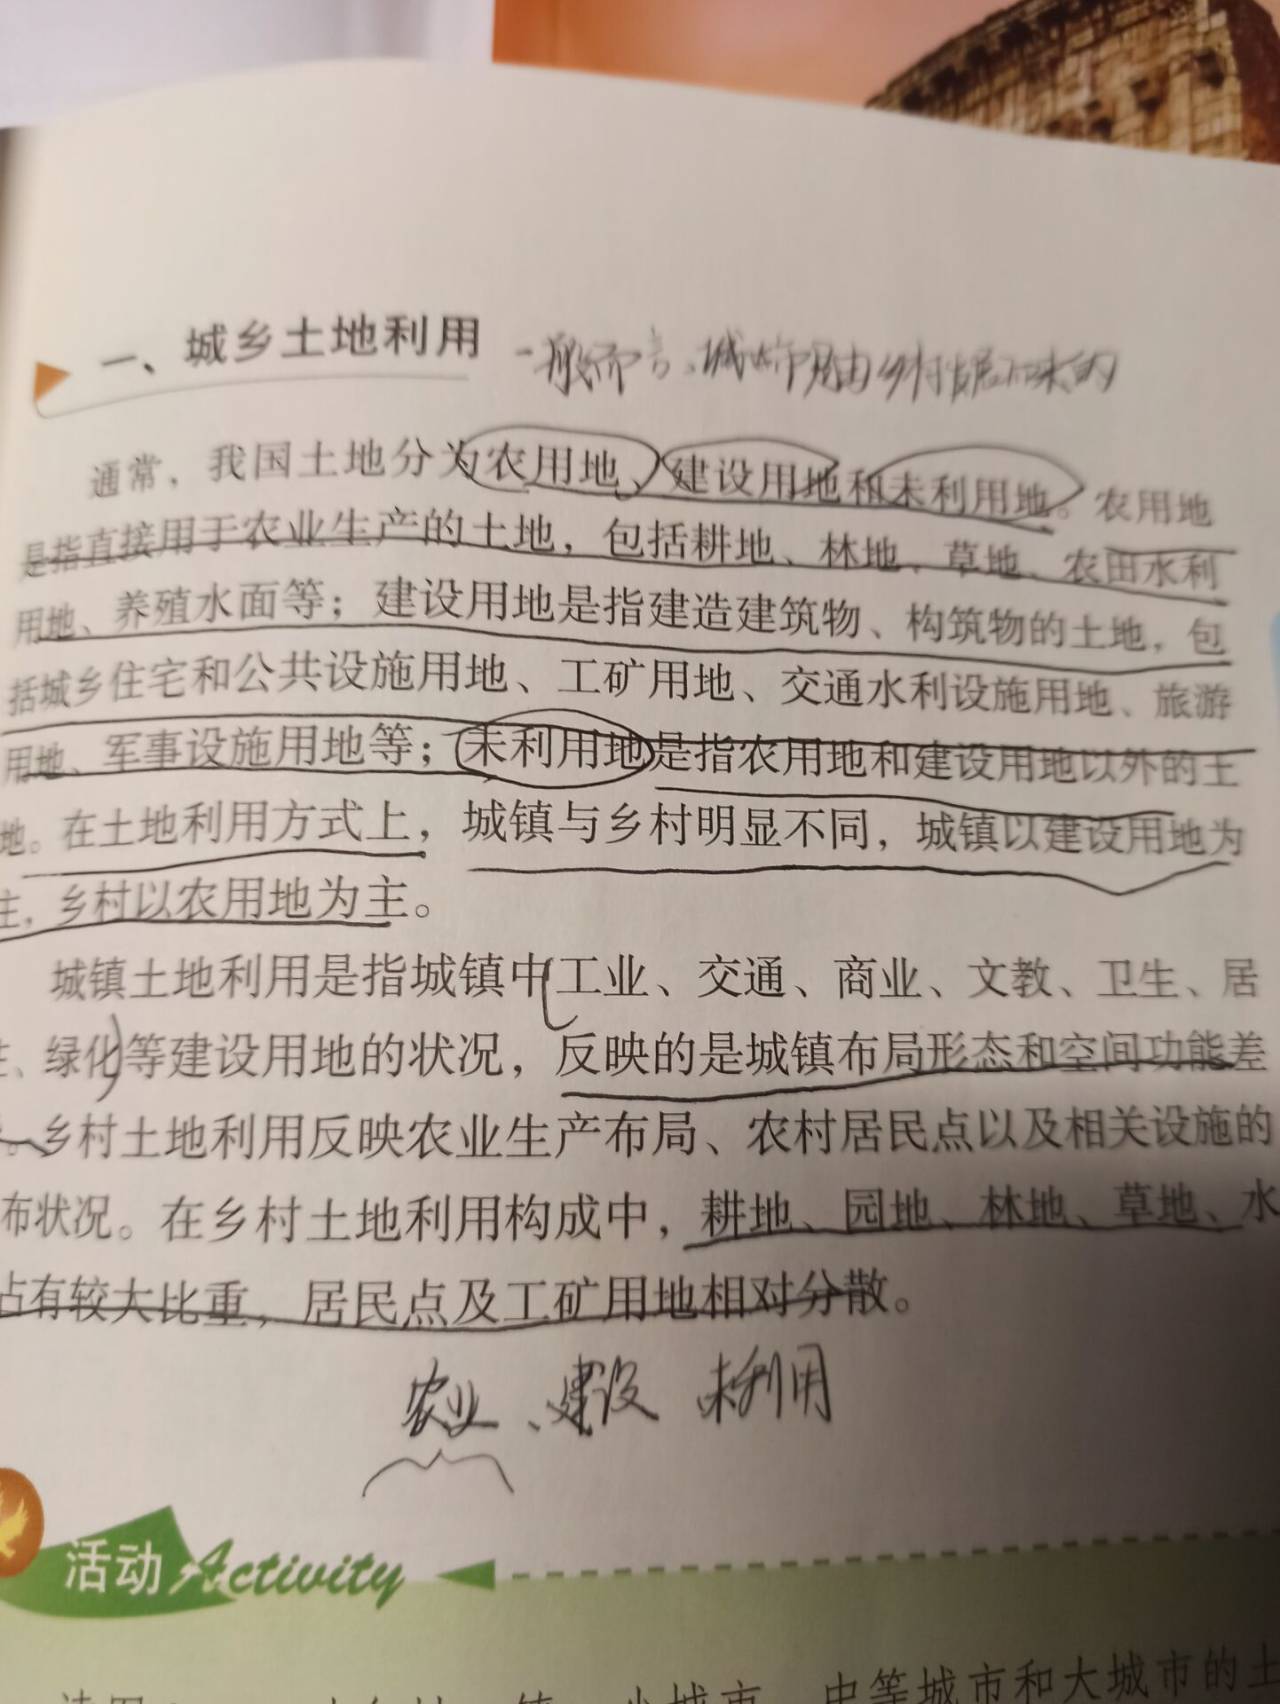 一、城乡土地利用 一般而言、城市是由乡村发展而来的
通常，我国土地分为农用地、建设用地和未利用地。农用地
是指直接用于农业生产的土地，包括耕地、林地、草地、农田水利
用地、养殖水面等；建设用地是指建造建筑物、构筑物的土地，包
括城乡住宅和公共设施用地、工矿用地、交通水利设施用地、旅游
用地、军事设施用地等；未利用地是指农用地和建设用地以外的土
地。在土地利用方式上，城镇与乡村明显不同，城镇以建设用地为
主，乡村以农用地为主。
城镇土地利用是指城镇中工业、交通、商业、文教、卫生、居
住、绿化等建设用地的状况，反映的是城镇布局形态和空间功能差
。乡村土地利用反映农业生产布局、农村居民点以及相关设施的
布状况。在乡村土地利用构成中，耕地、园地、林地、草地、水
占有较大比重，居民点及工矿用地相对分散。
农业、建设 未利用
活动 Activity
小城市、中等城市和大城市的土